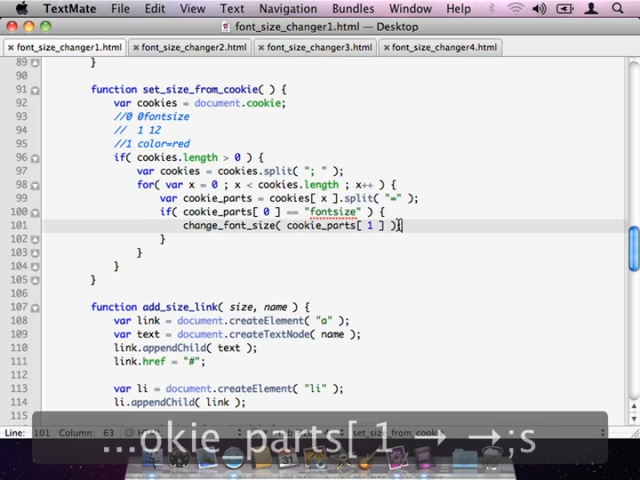 TextMate File Edit View Text Navigation Bundles Window Help
font_size_changer1.html — Desktop
font_size_changer1.html font_size_changer2.html font_size_changer3.html font_size_changer4.html
89 }
90
91 function set_size_from_cookie( ) {
92 var cookies = document.cookie;
93 //0 0fontsize
94 // 1 12
95 //1 color=red
96 if( cookies.length > 0 ) {
97 var cookies = cookies.split( "; " );
98 for( var x = 0 ; x < cookies.length ; x++ ) {
99 var cookie_parts = cookies[ x ].split( "=" );
100 if( cookie_parts[ 0 ] == "fontsize" ) {
101 change_font_size( cookie_parts[ 1 ] );
102 }
103 }
104 }
105 }
106
107 function add_size_link( size, name ) {
108 var link = document.createElement( "a" );
109 var text = document.createTextNode( name );
110 link.appendChild( text );
111 link.href = "#";
112
113 var li = document.createElement( "li" );
114 li.appendChild( link );
115
Line: 101 Column: 63 set_size_from_cookie
...okie_parts[ 1 → →;s